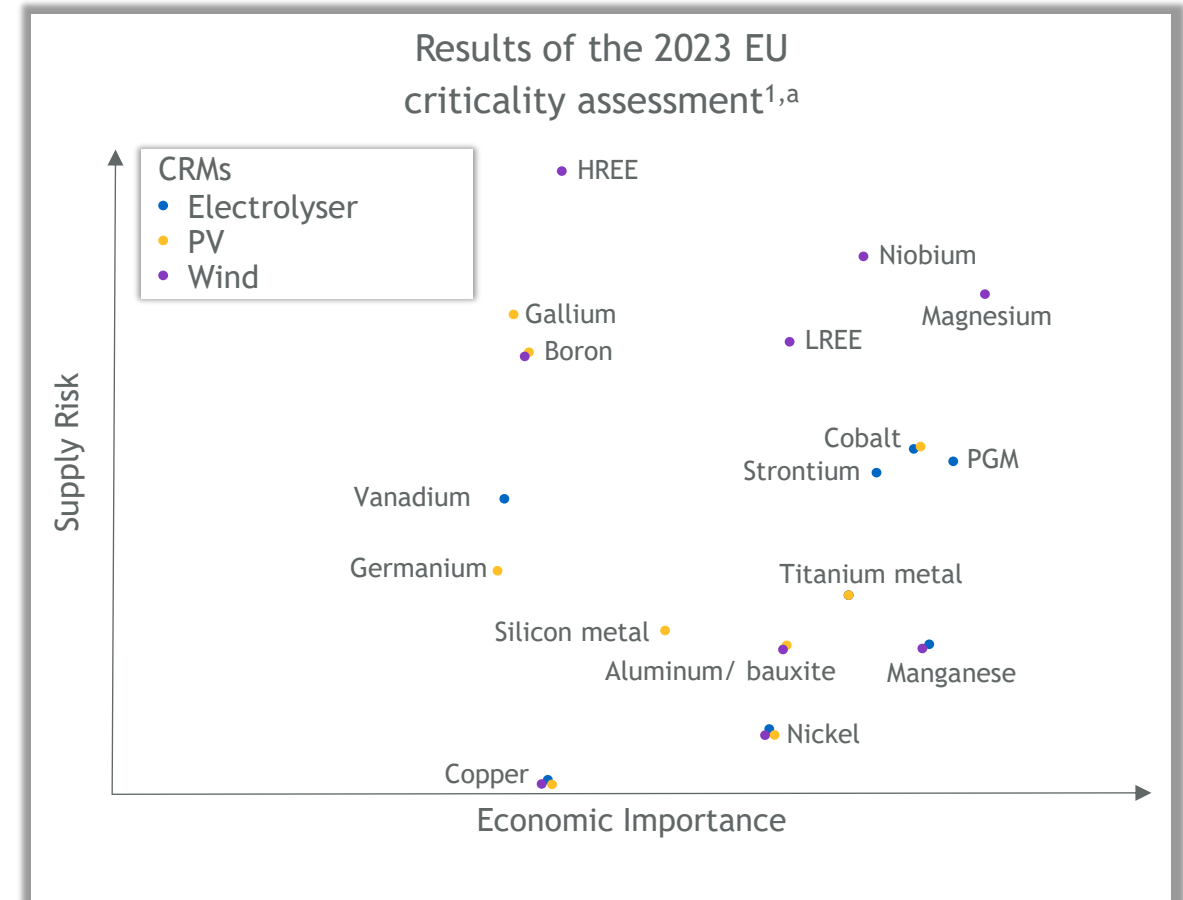 Results of the 2023 EU
criticality assessment1,a
CRMs
Electrolyser
PV
Wind
HREE
Niobium
Magnesium
Gallium
LREE
Boron
Cobalt
PGM
Strontium
Vanadium
Germanium
Titanium metal
Silicon metal
Aluminum/ bauxite
Manganese
Nickel
Copper
Supply Risk
Economic Importance